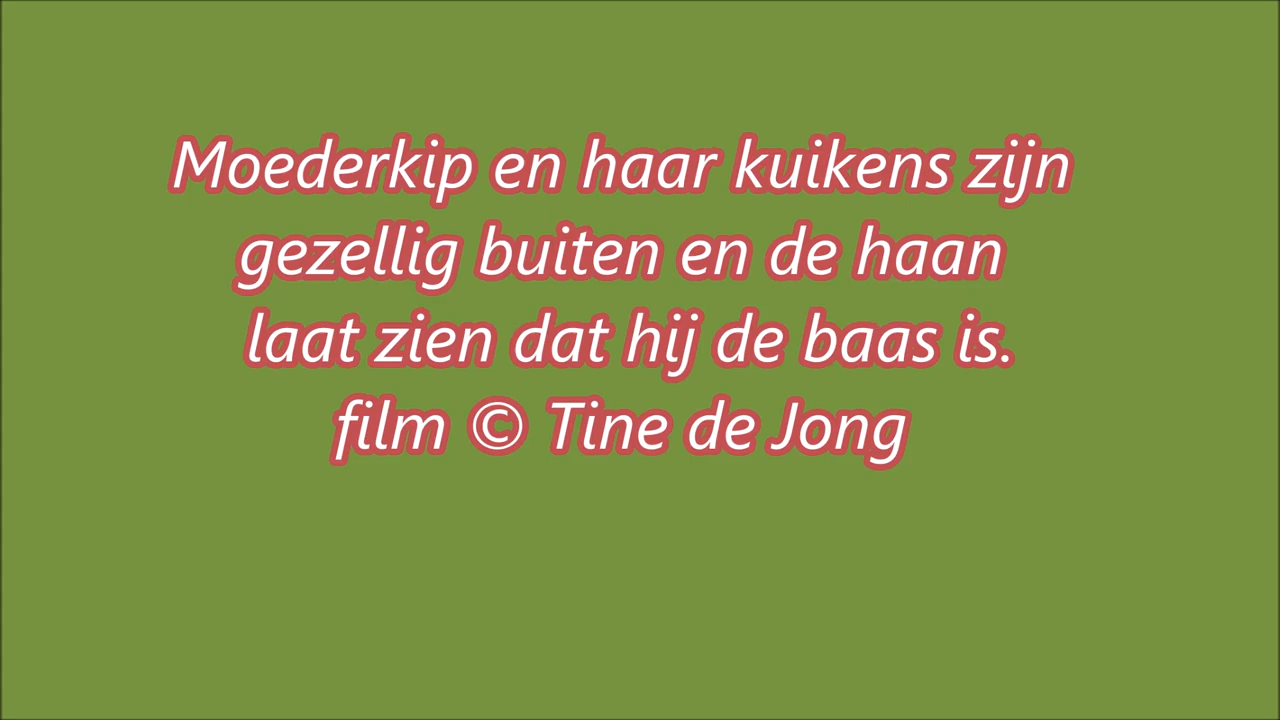 Moederkip en haar kuikens zijn
gezellig buiten en de haan
laat zien dat hij de baas is.
film © Tine de Jong